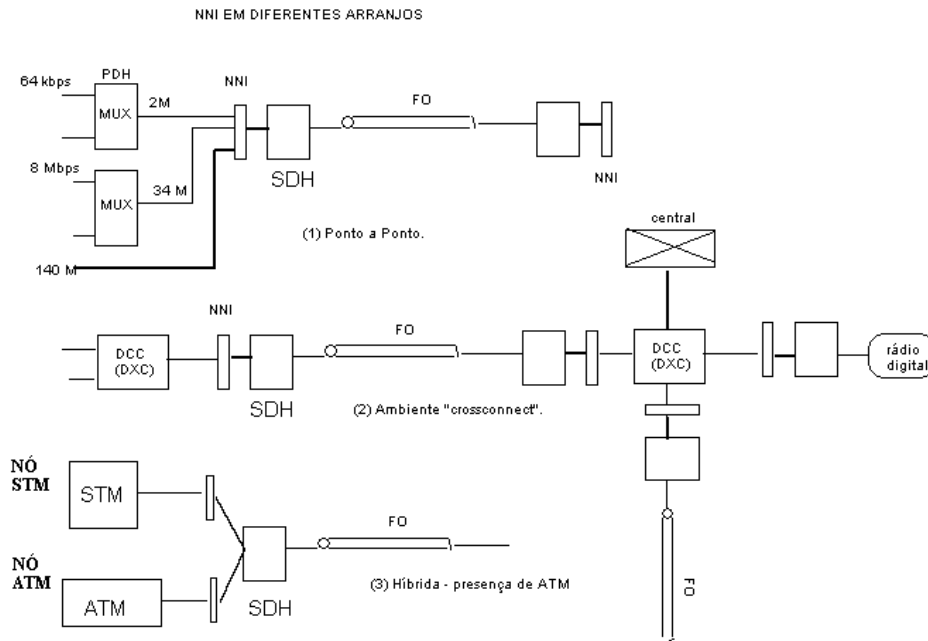 NNI EM DIFERENTES ARRANJOS
64 kbps
PDH
MUX
2M
NNI
FO
SDH
NNI
8 Mbps
MUX
34 M
140 M
(1) Ponto a Ponto.
central
NNI
DCC
(DXC)
FO
SDH
DCC
(DXC)
rádio
digital
(2) Ambiente "crossconnect".
NÓ
STM
STM
FO
NÓ
ATM
ATM
SDH
(3) Híbrida - presença de ATM
FO